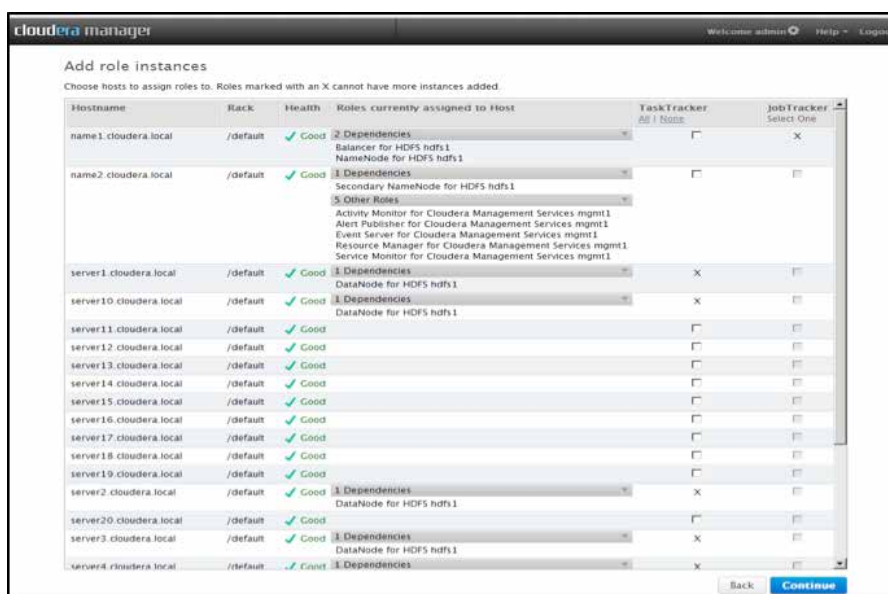 cloudera manager Welcome admin Help Logou
Add role instances
Choose hosts to assign roles to. Roles marked with an X cannot have more instances added.
Hostname Rack Health Roles currently assigned to Host TaskTracker JobTracker
All | None Select One
name1.cloudera.local /default Good 2 Dependencies X
Balancer for HDFS hdfs1
NameNode for HDFS hdfs1
name2.cloudera.local /default Good 1 Dependencies
Secondary NameNode for HDFS hdfs1
5 Other Roles
Activity Monitor for Cloudera Management Services mgmt1
Alert Publisher for Cloudera Management Services mgmt1
Event Server for Cloudera Management Services mgmt1
Resource Manager for Cloudera Management Services mgmt1
Service Monitor for Cloudera Management Services mgmt1
server1.cloudera.local /default Good 1 Dependencies X
DataNode for HDFS hdfs1
server10.cloudera.local /default Good 1 Dependencies X
DataNode for HDFS hdfs1
server11.cloudera.local /default Good
server12.cloudera.local /default Good
server13.cloudera.local /default Good
server14.cloudera.local /default Good
server15.cloudera.local /default Good
server16.cloudera.local /default Good
server17.cloudera.local /default Good
server18.cloudera.local /default Good
server19.cloudera.local /default Good
server2.cloudera.local /default Good 1 Dependencies X
DataNode for HDFS hdfs1
server20.cloudera.local /default Good
server3.cloudera.local /default Good 1 Dependencies X
DataNode for HDFS hdfs1
server4.cloudera.local /default Good 1 Dependencies X
Back Continue